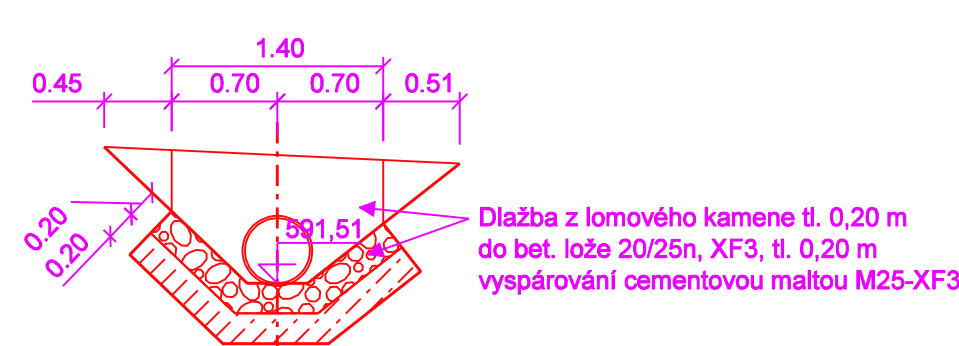 1.40
0.45 0.70 0.70 0.51
0.20
0.20
591,51
Dlažba z lomového kamene tl. 0,20 m
do bet. lože 20/25n, XF3, tl. 0,20 m
vyspárování cementovou maltou M25-XF3